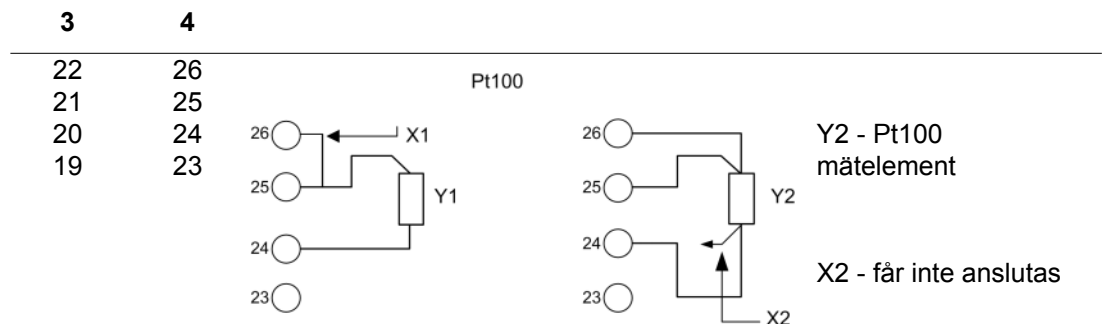 3 4
22 26
21 25
20 24
19 23
Pt100
26 X1
25 Y1
24
23
26
25 Y2
24
23 X2
Y2 - Pt100
mätelement
X2 - får inte anslutas